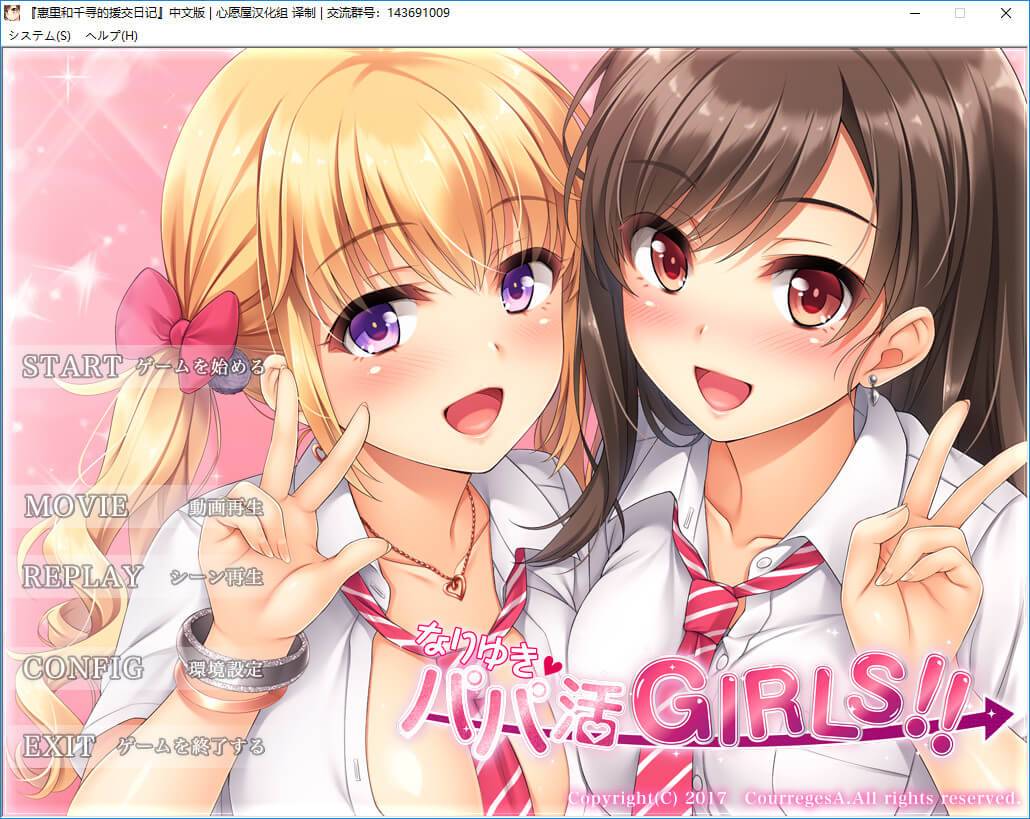 『惠里和千寻的援交日记』中文版 | 心愿屋汉化组 译制 | 交流群号：143691009
システム(S) ヘルプ(H)
START ゲームを始める
MOVIE 動画再生
REPLAY シーン再生
CONFIG 環境設定
EXIT ゲームを終了する
なりゆき
パパ活GIRLS!!
Copyright(C) 2017 CourregesA.All rights reserved.